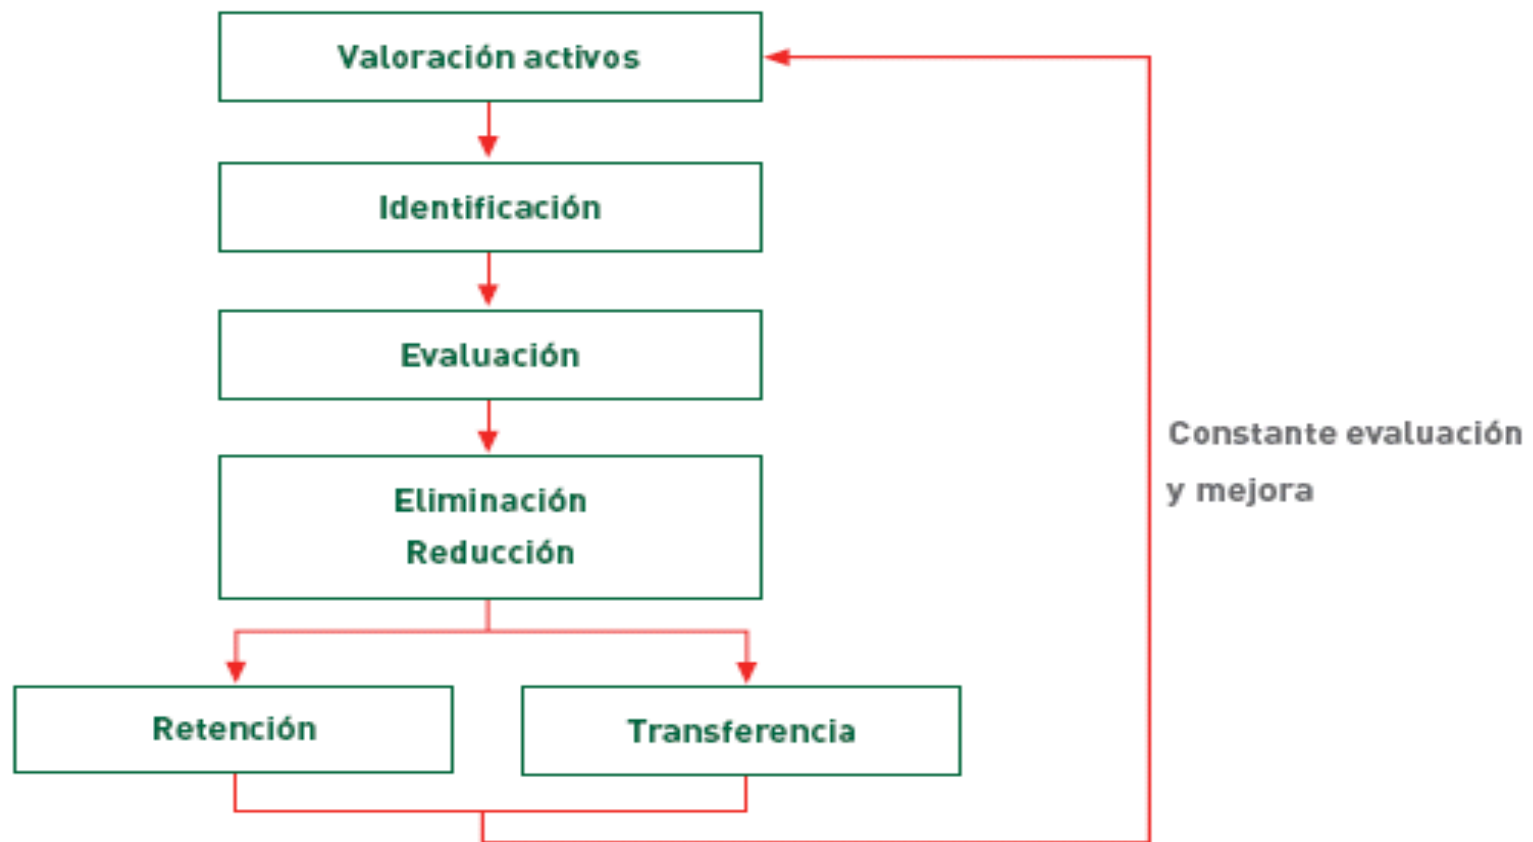 Valoración activos
Identificación
Evaluación
Eliminación
Reducción
Constante evaluación
y mejora
Retención
Transferencia